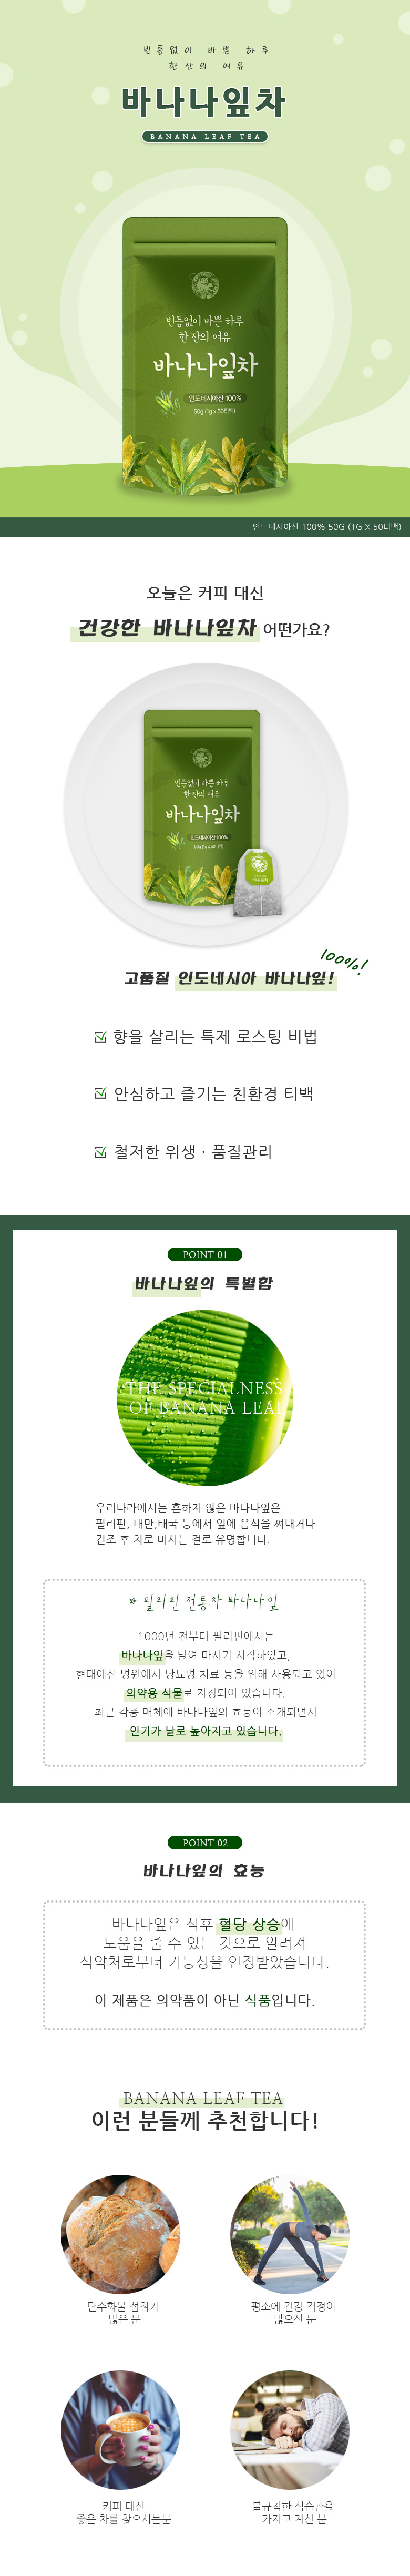 빈틈없이 바쁜 하루
한 잔의 여유
바나나잎차
BANANA LEAF TEA
빈틈없이 바쁜 하루
한 잔의 여유
바나나잎차
인도네시아산 100%
50g (1g x 50티백)
인도네시아산 100% 50G (1G X 50티백)
오늘은 커피 대신
건강한 바나나잎차 어떤가요?
빈틈없이 바쁜 하루
한 잔의 여유
바나나잎차
인도네시아산 100%
50g (1g x 50티백)
100%!
고품질 인도네시아 바나나잎!
향을 살리는 특제 로스팅 비법
안심하고 즐기는 친환경 티백
철저한 위생 · 품질관리
POINT 01
바나나잎의 특별함
THE SPECIALNESS
OF BANANA LEAF
우리나라에서는 흔하지 않은 바나나잎은
필리핀, 대만,태국 등에서 잎에 음식을 쪄내거나
건조 후 차로 마시는 걸로 유명합니다.
* 필리핀 전통차 바나나잎
1000년 전부터 필리핀에서는
바나나잎을 달여 마시기 시작하였고,
현대에선 병원에서 당뇨병 치료 등을 위해 사용되고 있어
의약용 식물로 지정되어 있습니다.
최근 각종 매체에 바나나잎의 효능이 소개되면서
인기가 날로 높아지고 있습니다.
POINT 02
바나나잎의 효능
바나나잎은 식후 혈당 상승에
도움을 줄 수 있는 것으로 알려져
식약처로부터 기능성을 인정받았습니다.
이 제품은 의약품이 아닌 식품입니다.
BANANA LEAF TEA
이런 분들께 추천합니다!
탄수화물 섭취가
많은 분
평소에 건강 걱정이
많으신 분
커피 대신
좋은 차를 찾으시는분
불규칙한 식습관을
가지고 계신 분